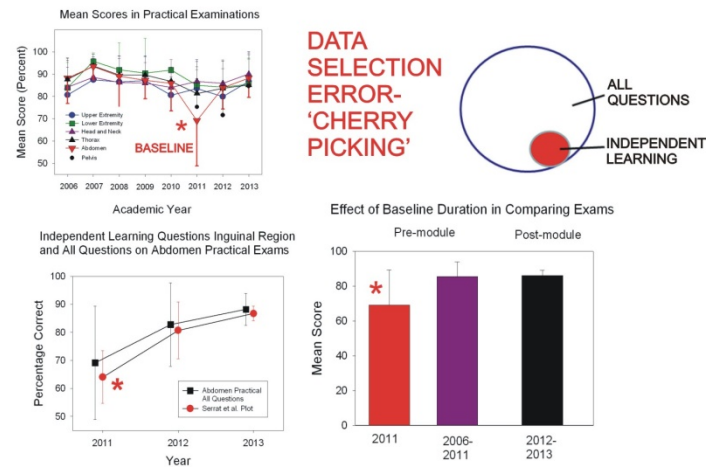 Mean Scores in Practical Examinations
Mean Score (Percent)
100
90
80
70
60
50
Upper Extremity
Lower Extremity
Head and Neck
Thorax
Abdomen
Pelvis
*
BASELINE
2006 2007 2008 2009 2010 2011 2012 2013
Academic Year
DATA
SELECTION
ERROR-
'CHERRY
PICKING'
ALL
QUESTIONS
INDEPENDENT
LEARNING
Independent Learning Questions Inguinal Region
and All Questions on Abdomen Practical Exams
Percentage Correct
100
90
80
70
60
50
*
Abdomen Practical
All Questions
Serrat et al. Plot
2011 2012 2013
Year
Effect of Baseline Duration in Comparing Exams
Pre-module Post-module
Mean Score
100
80
60
40
20
0
*
2011 2006- 2012-
2011 2013